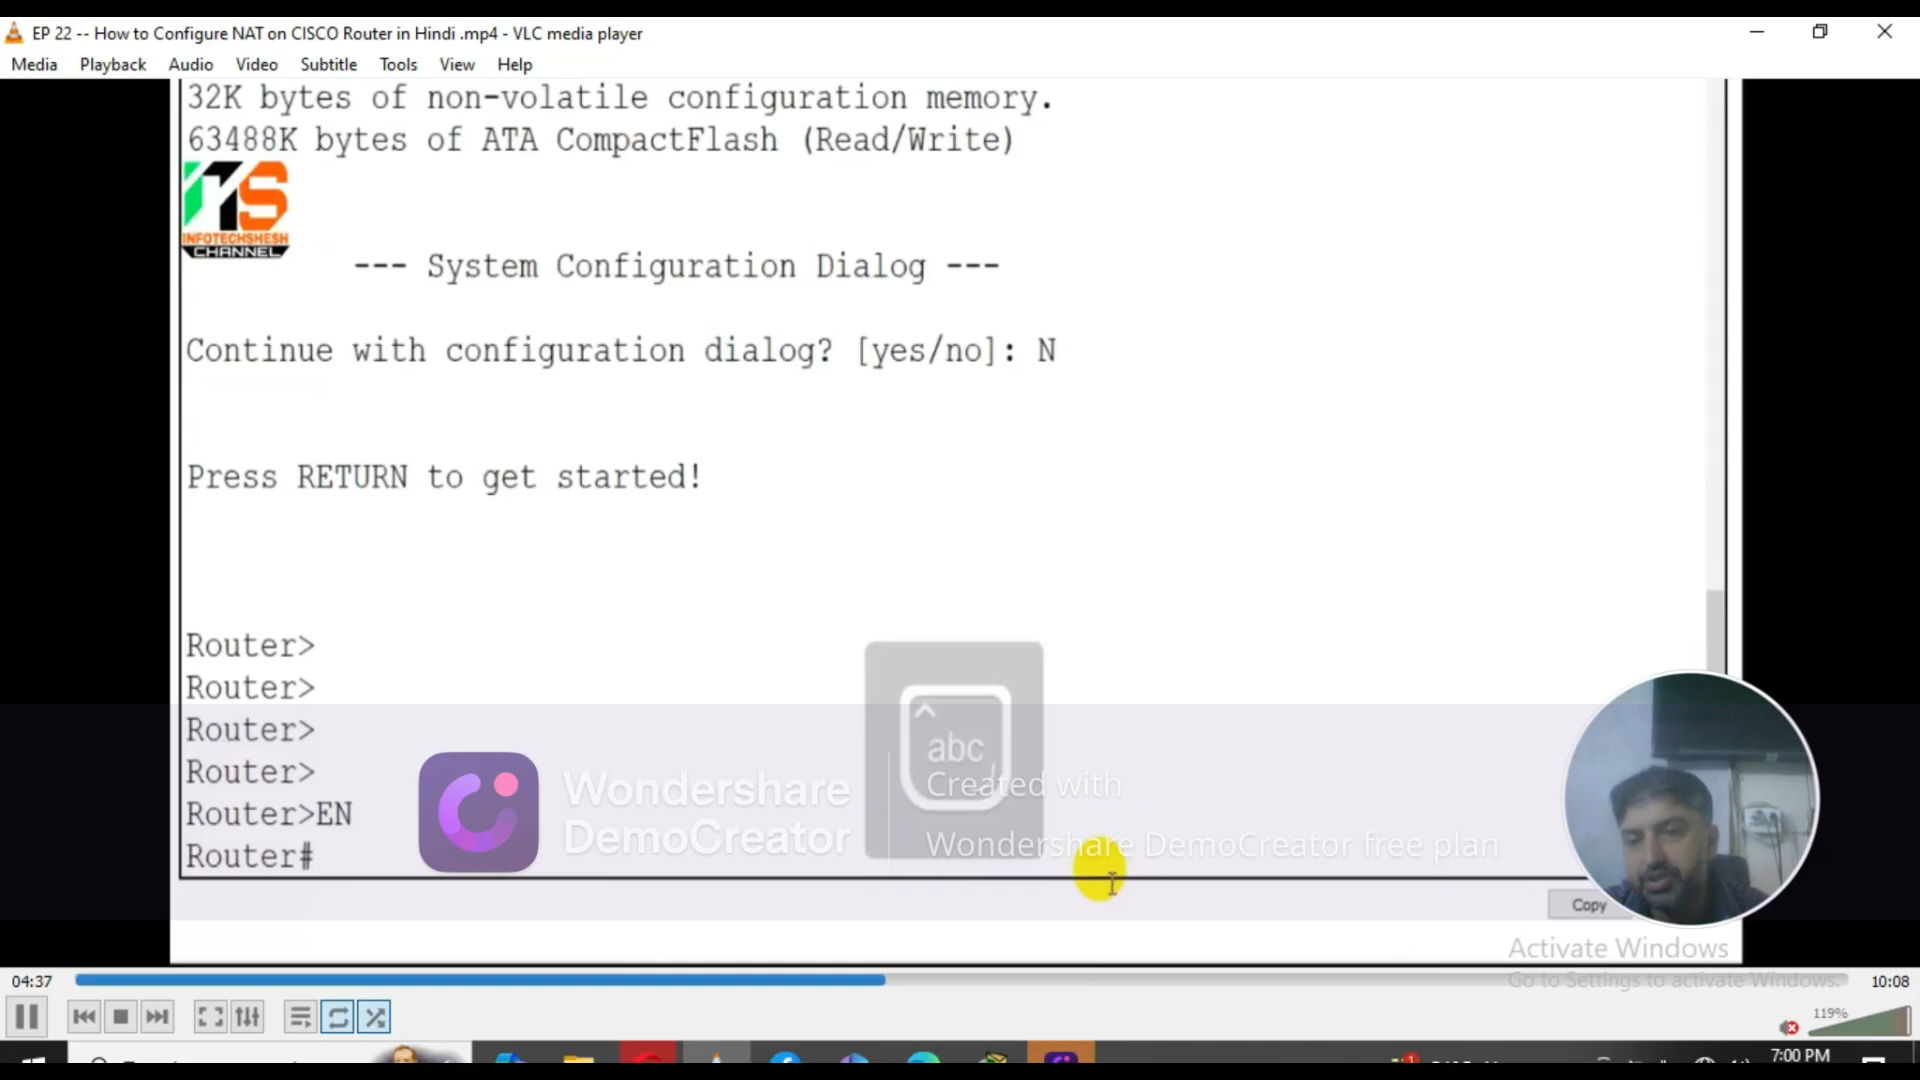 EP 22 -- How to Configure NAT on CISCO Router in Hindi .mp4 - VLC media player
Media Playback Audio Video Subtitle Tools View Help
32K bytes of non-volatile configuration memory.
63488K bytes of ATA CompactFlash (Read/Write)
ITS
INFOTECHSHESH
CHANNEL
--- System Configuration Dialog ---
Continue with configuration dialog? [yes/no]: N
Press RETURN to get started!
Router>
Router>
Router>
Router>
Router>EN
Router#
abc
Wondershare
DemoCreator
Created with
Wondershare DemoCreator free plan
Copy
Activate Windows
Go to Settings to activate Windows.
04:37
10:08
119%
7:00 PM